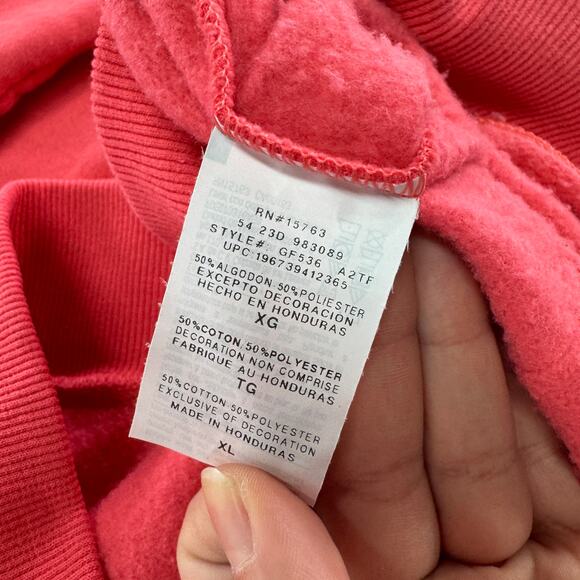 RN#15763
54 23D 983089
STYLE# GF536 A2TF
UPC:196739412365
50%ALGODON.50%POLIESTER
EXCEPTO DECORACION
HECHO EN HONDURAS
XG
50%COTON.50%POLYESTER
DECORATION NON COMPRISE
FABRIQUE AU HONDURAS
TG
50%COTTON.50%POLYESTER
EXCLUSIVE OF DECORATION
MADE IN HONDURAS
XL